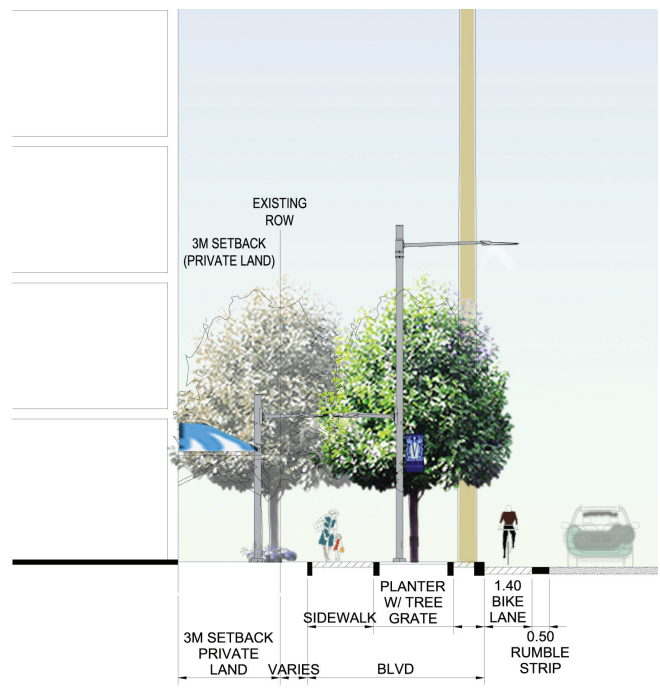 EXISTING
ROW
3M SETBACK
(PRIVATE LAND)
PLANTER
W/ TREE
GRATE
1.40
BIKE
LANE
SIDEWALK
0.50
RUMBLE
STRIP
3M SETBACK
PRIVATE
LAND
VARIES
BLVD